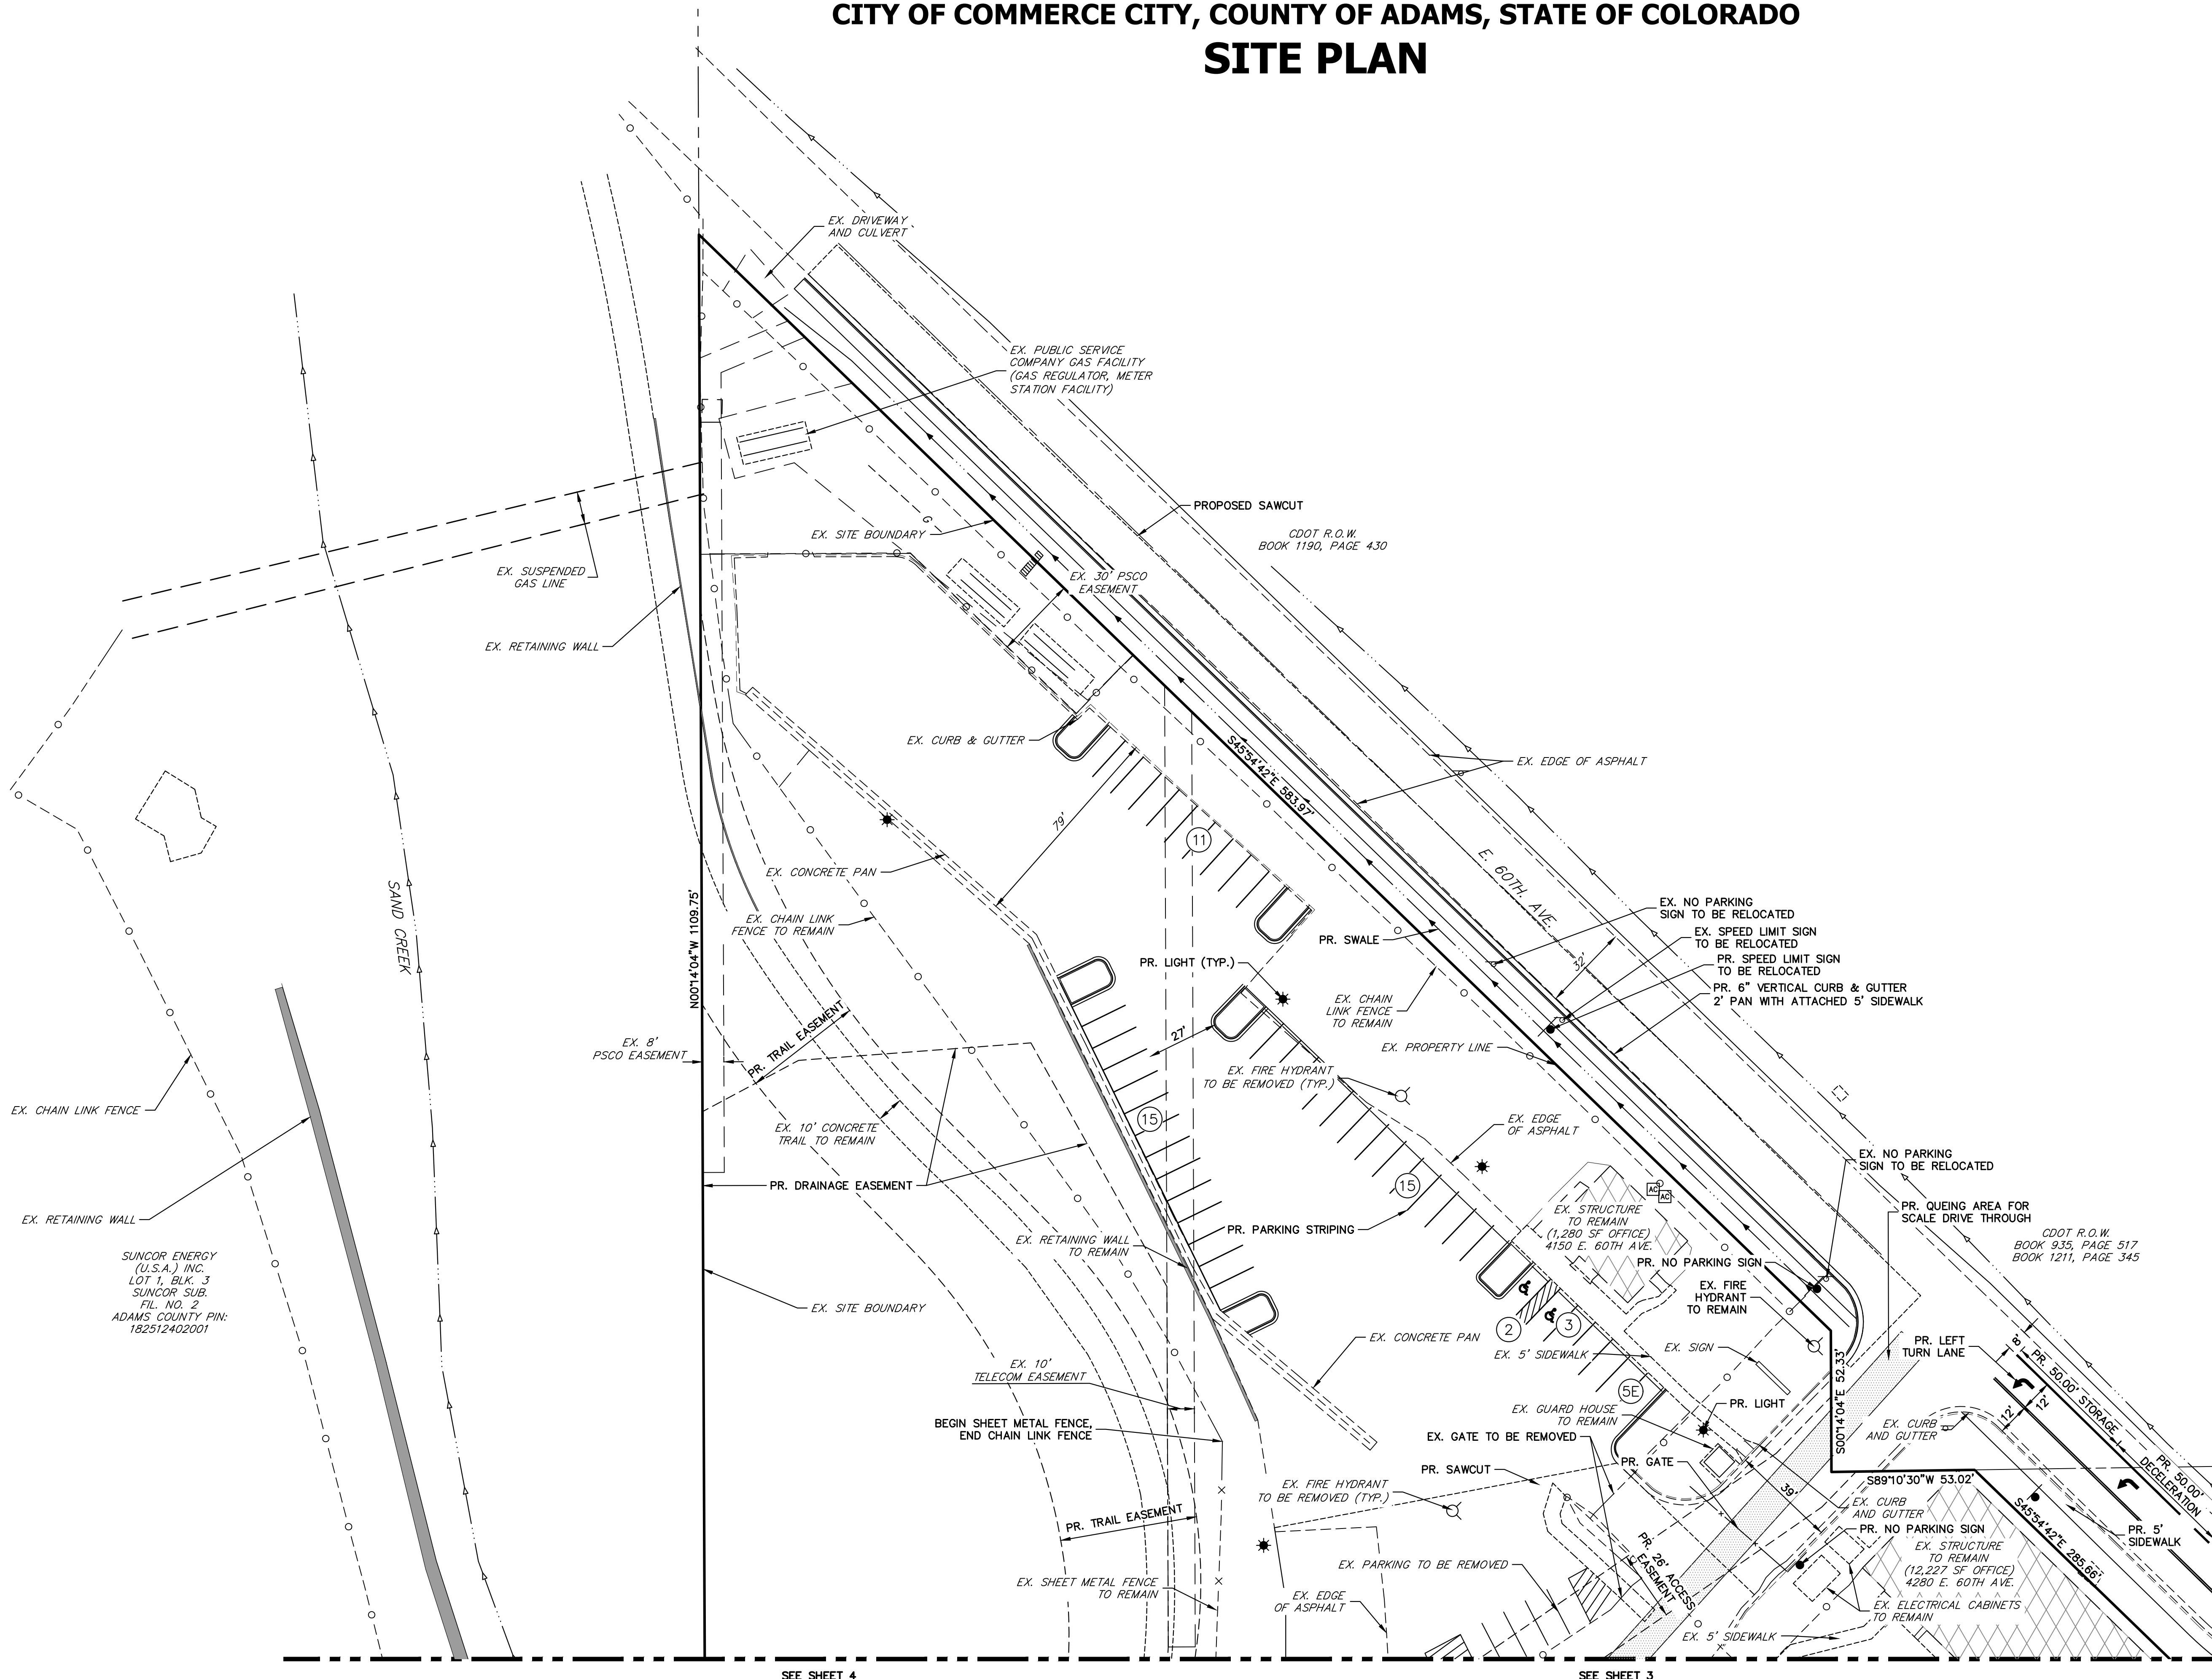 CITY OF COMMERCE CITY, COUNTY OF ADAMS, STATE OF COLORADO
SITE PLAN
EX. DRIVEWAY
AND CULVERT
EX. PUBLIC SERVICE
COMPANY GAS FACILITY
(GAS REGULATOR, METER
STATION FACILITY)
PROPOSED SAWCUT
CDOT R.O.W.
BOOK 1190, PAGE 430
EX. SITE BOUNDARY
G
EX. SUSPENDED
GAS LINE
EX. 30' PSCO
EASEMENT
EX. RETAINING WALL
EX. CURB & GUTTER
S45°54'42"E 583.97'
EX. EDGE OF ASPHALT
79'
11
E. 60TH. AVE.
EX. CONCRETE PAN
SAND CREEK
N00°14'04"W 1109.75'
EX. CHAIN LINK
FENCE TO REMAIN
PR. SWALE
EX. NO PARKING
SIGN TO BE RELOCATED
EX. SPEED LIMIT SIGN
TO BE RELOCATED
PR. SPEED LIMIT SIGN
TO BE RELOCATED
32'
PR. 6" VERTICAL CURB & GUTTER
2' PAN WITH ATTACHED 5' SIDEWALK
PR. LIGHT (TYP.)
EX. CHAIN
LINK FENCE
TO REMAIN
27'
EX. 8'
PSCO EASEMENT
PR. TRAIL EASEMENT
EX. PROPERTY LINE
EX. FIRE HYDRANT
TO BE REMOVED (TYP.)
EX. CHAIN LINK FENCE
15
EX. 10' CONCRETE
TRAIL TO REMAIN
EX. EDGE
OF ASPHALT
EX. NO PARKING
SIGN TO BE RELOCATED
PR. DRAINAGE EASEMENT
15
AC
AC
PR. QUEING AREA FOR
SCALE DRIVE THROUGH
EX. RETAINING WALL
PR. PARKING STRIPING
EX. STRUCTURE
TO REMAIN
(1,280 SF OFFICE)
4150 E. 60TH AVE.
CDOT R.O.W.
BOOK 935, PAGE 517
BOOK 1211, PAGE 345
EX. RETAINING WALL
TO REMAIN
SUNCOR ENERGY
(U.S.A.) INC.
LOT 1, BLK. 3
SUNCOR SUB.
FIL. NO. 2
ADAMS COUNTY PIN:
182512402001
PR. NO PARKING SIGN
EX. FIRE
HYDRANT
TO REMAIN
EX. SITE BOUNDARY
2
3
EX. CONCRETE PAN
EX. 5' SIDEWALK
EX. SIGN
PR. LEFT
TURN LANE
8'
PR. 50.00' STORAGE
S00°14'04"E 52.33'
EX. 10'
TELECOM EASEMENT
5E
12'
12'
EX. GUARD HOUSE
TO REMAIN
PR. LIGHT
BEGIN SHEET METAL FENCE,
END CHAIN LINK FENCE
EX. GATE TO BE REMOVED
EX. CURB
AND GUTTER
PR. SAWCUT
PR. GATE
S89°10'30"W 53.02'
PR. 50.00'
DECELERATION
EX. FIRE HYDRANT
TO BE REMOVED (TYP.)
39'
EX. CURB
AND GUTTER
S45°54'42"E 285.66'
PR. TRAIL EASEMENT
PR. NO PARKING SIGN
PR. 5'
SIDEWALK
PR. 26' ACCESS
EASEMENT
EX. STRUCTURE
TO REMAIN
(12,227 SF OFFICE)
4280 E. 60TH AVE.
EX. PARKING TO BE REMOVED
EX. SHEET METAL FENCE
TO REMAIN
EX. EDGE
OF ASPHALT
EX. ELECTRICAL CABINETS
TO REMAIN
EX. 5' SIDEWALK
SEE SHEET 4
SEE SHEET 3